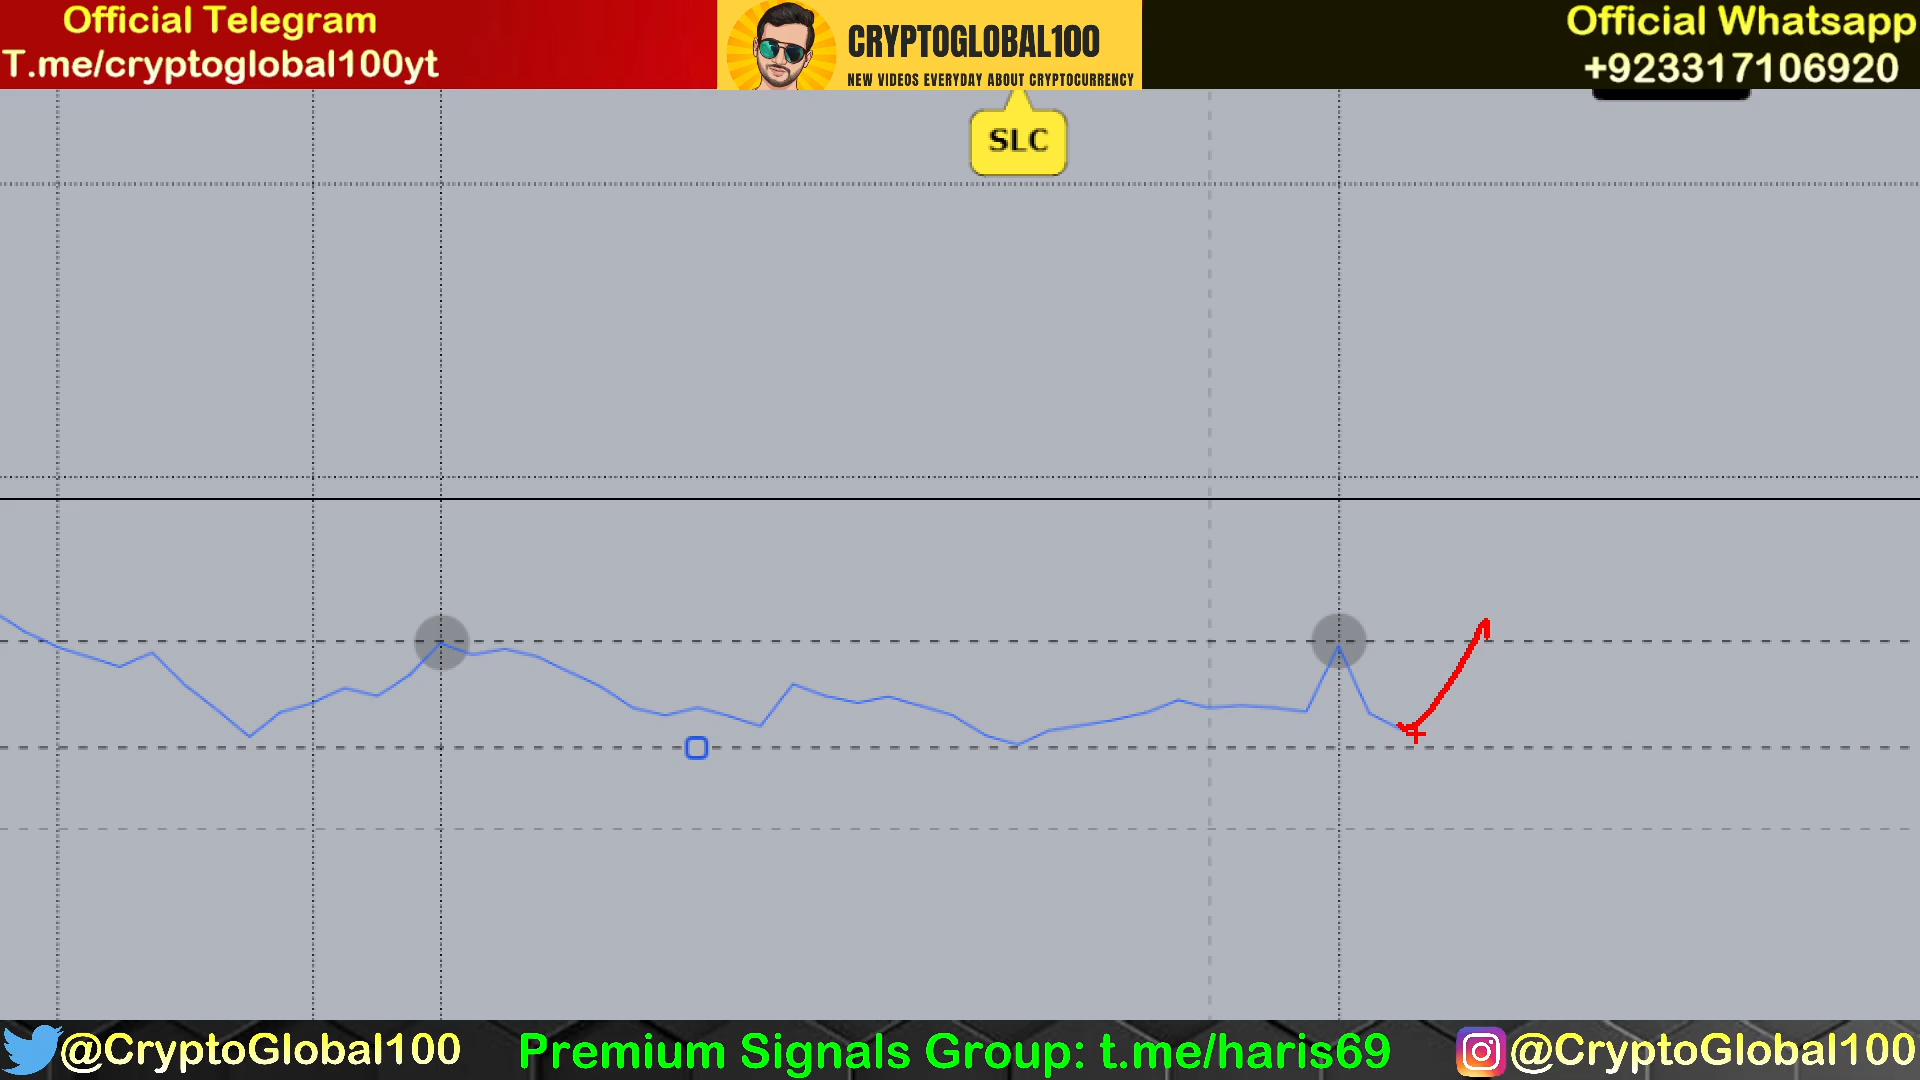 Official Telegram
T.me/cryptoglobal100yt
CRYPTOGLOBAL100
NEW VIDEOS EVERYDAY ABOUT CRYPTOCURRENCY
Official Whatsapp
+923317106920
SLC
@CryptoGlobal100
Premium Signals Group: t.me/haris69
@CryptoGlobal100